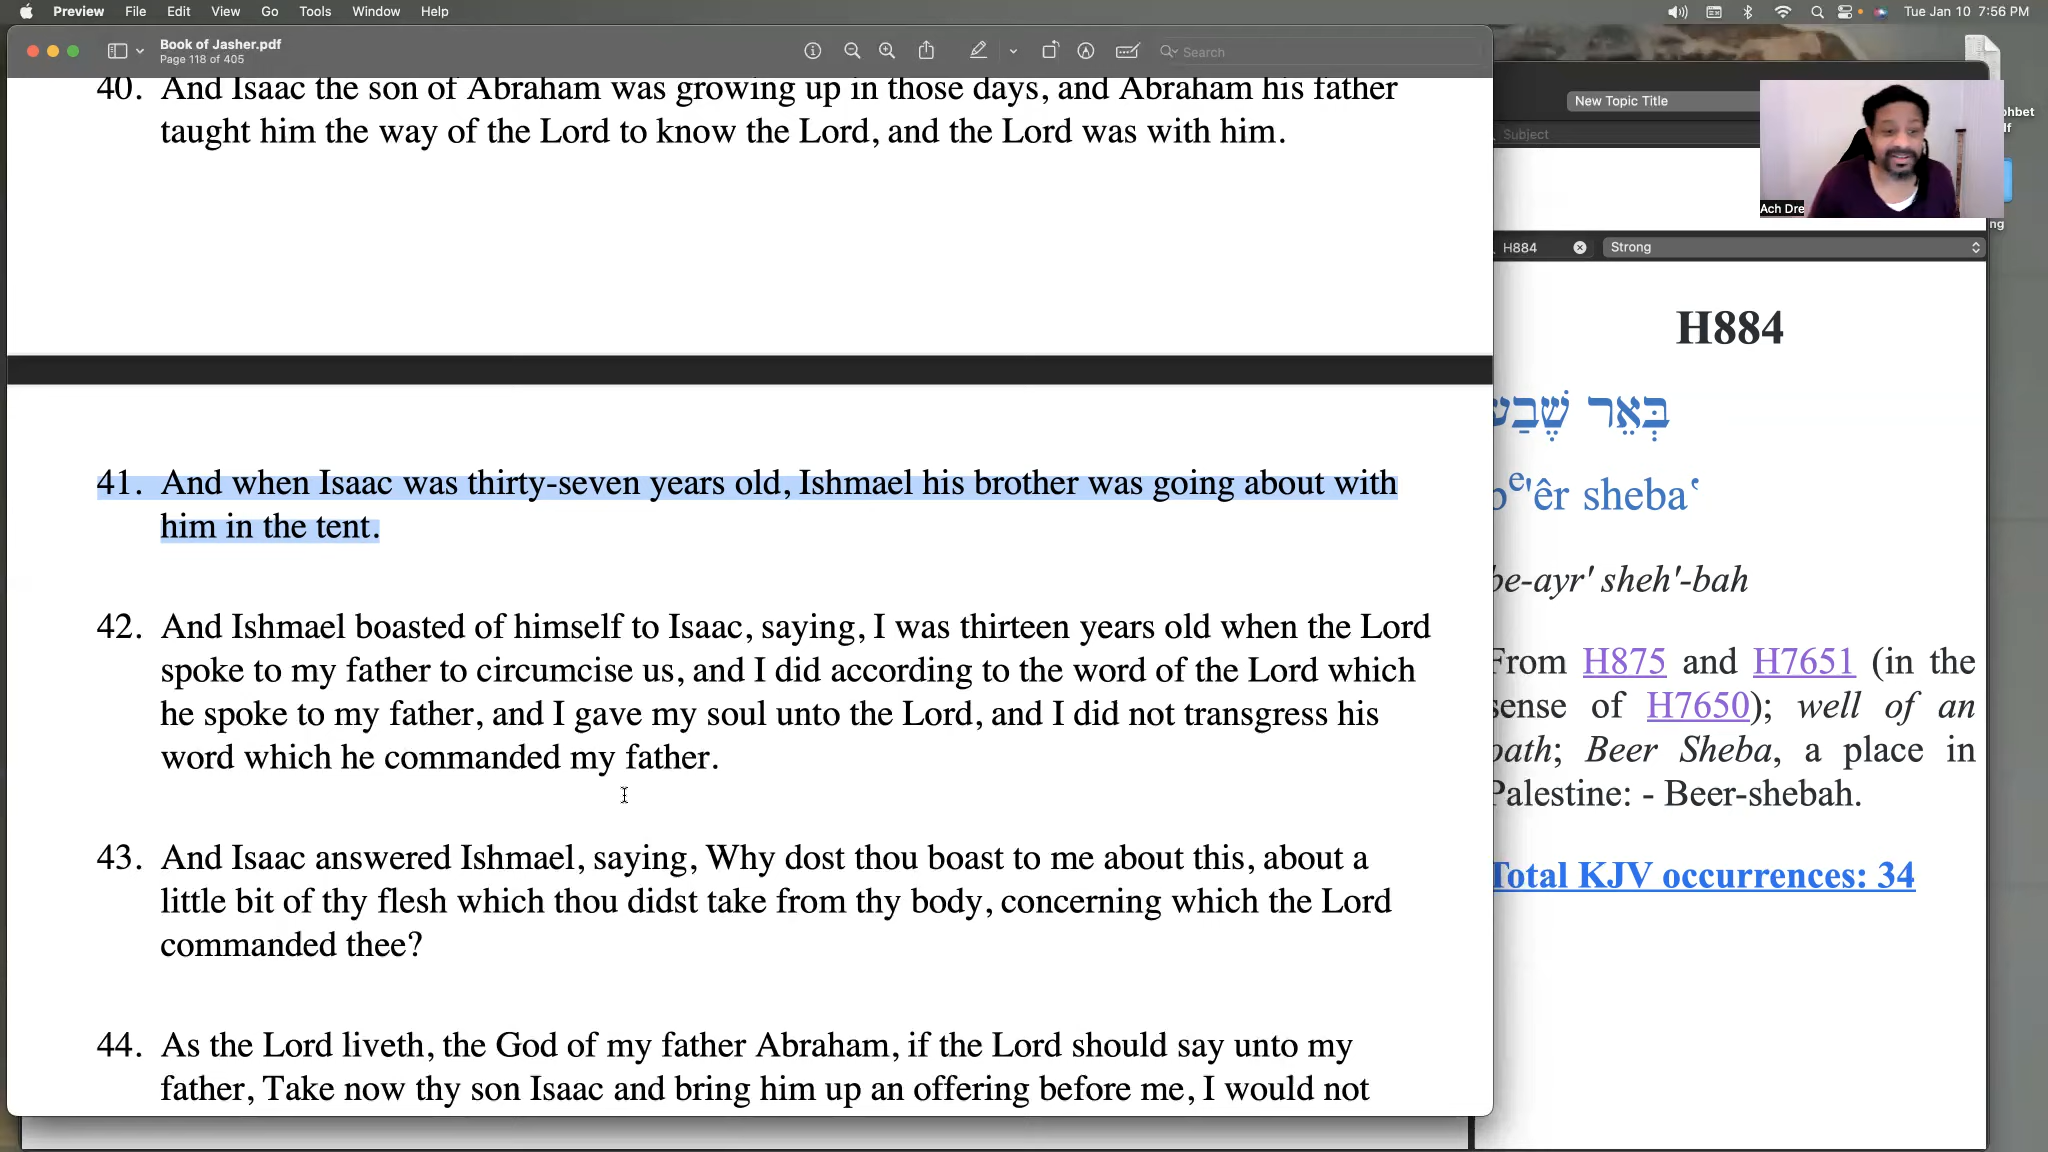 Preview File Edit View Go Tools Window Help
Tue Jan 10 7:56 PM
Book of Jasher.pdf
Page 118 of 405
Search
40. And Isaac the son of Abraham was growing up in those days, and Abraham his father
taught him the way of the Lord to know the Lord, and the Lord was with him.
41. And when Isaac was thirty-seven years old, Ishmael his brother was going about with
him in the tent.
42. And Ishmael boasted of himself to Isaac, saying, I was thirteen years old when the Lord
spoke to my father to circumcise us, and I did according to the word of the Lord which
he spoke to my father, and I gave my soul unto the Lord, and I did not transgress his
word which he commanded my father.
43. And Isaac answered Ishmael, saying, Why dost thou boast to me about this, about a
little bit of thy flesh which thou didst take from thy body, concerning which the Lord
commanded thee?
44. As the Lord liveth, the God of my father Abraham, if the Lord should say unto my
father, Take now thy son Isaac and bring him up an offering before me, I would not
New Topic Title
Subject
Ach Dre
H884
Strong
H884
בְּאֵר שֶׁבַע
be'êr sheba‛
be-ayr' sheh'-bah
From H875 and H7651 (in the
sense of H7650); well of an
oath; Beer Sheba, a place in
Palestine: - Beer-shebah.
Total KJV occurrences: 34